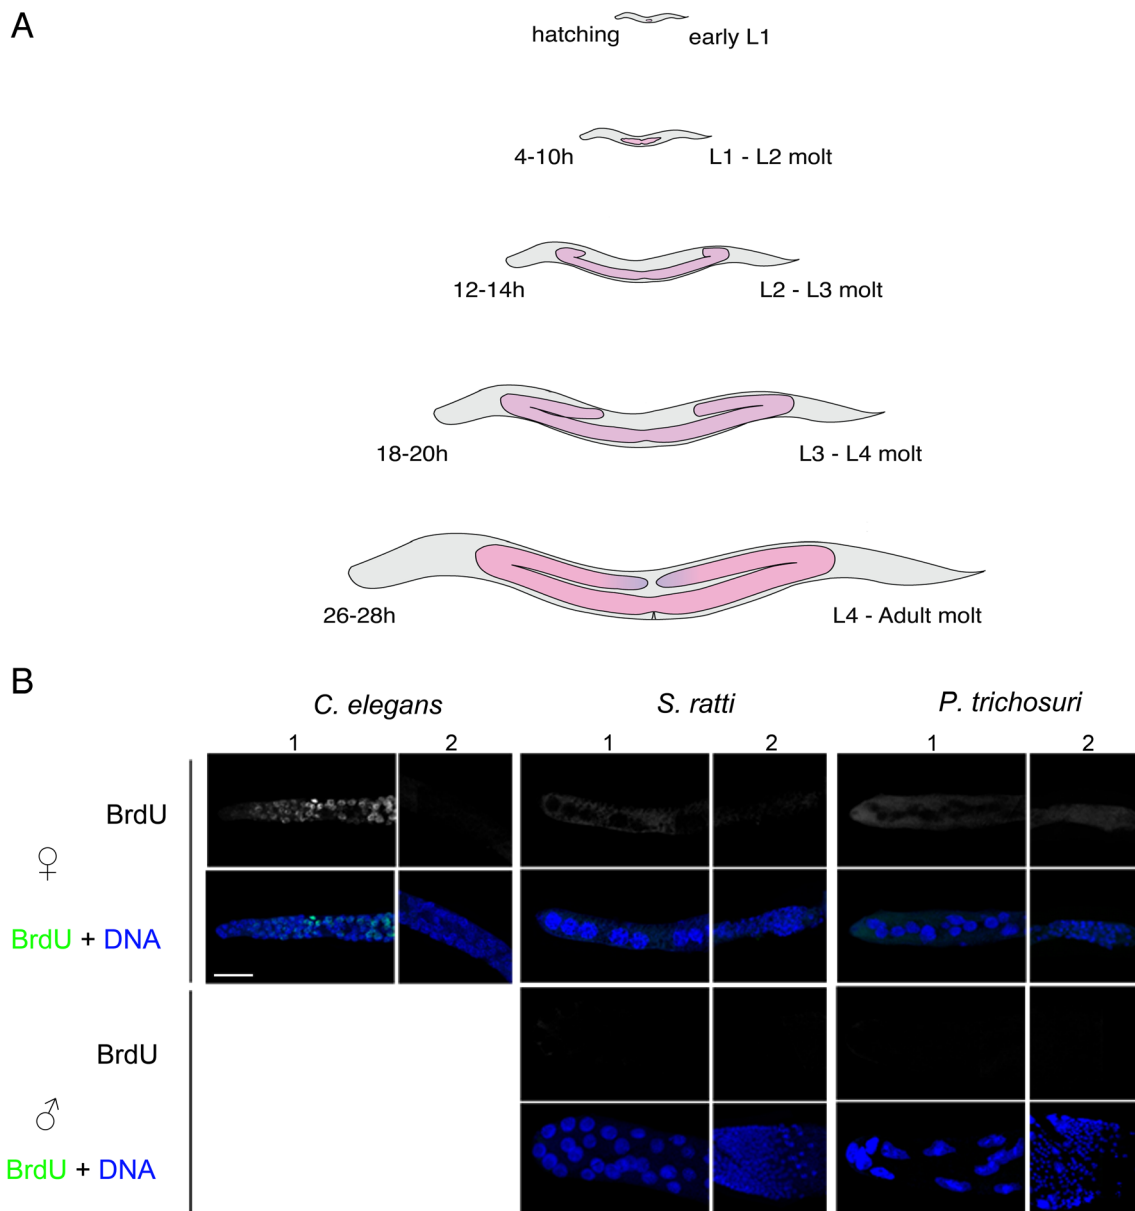 A
hatching early L1
4-10h L1 - L2 molt
12-14h L2 - L3 molt
18-20h L3 - L4 molt
26-28h L4 - Adult molt
B
C. elegans S. ratti P. trichosuri
1 2 1 2 1 2
BrdU
♀
BrdU + DNA
BrdU
♂
BrdU + DNA